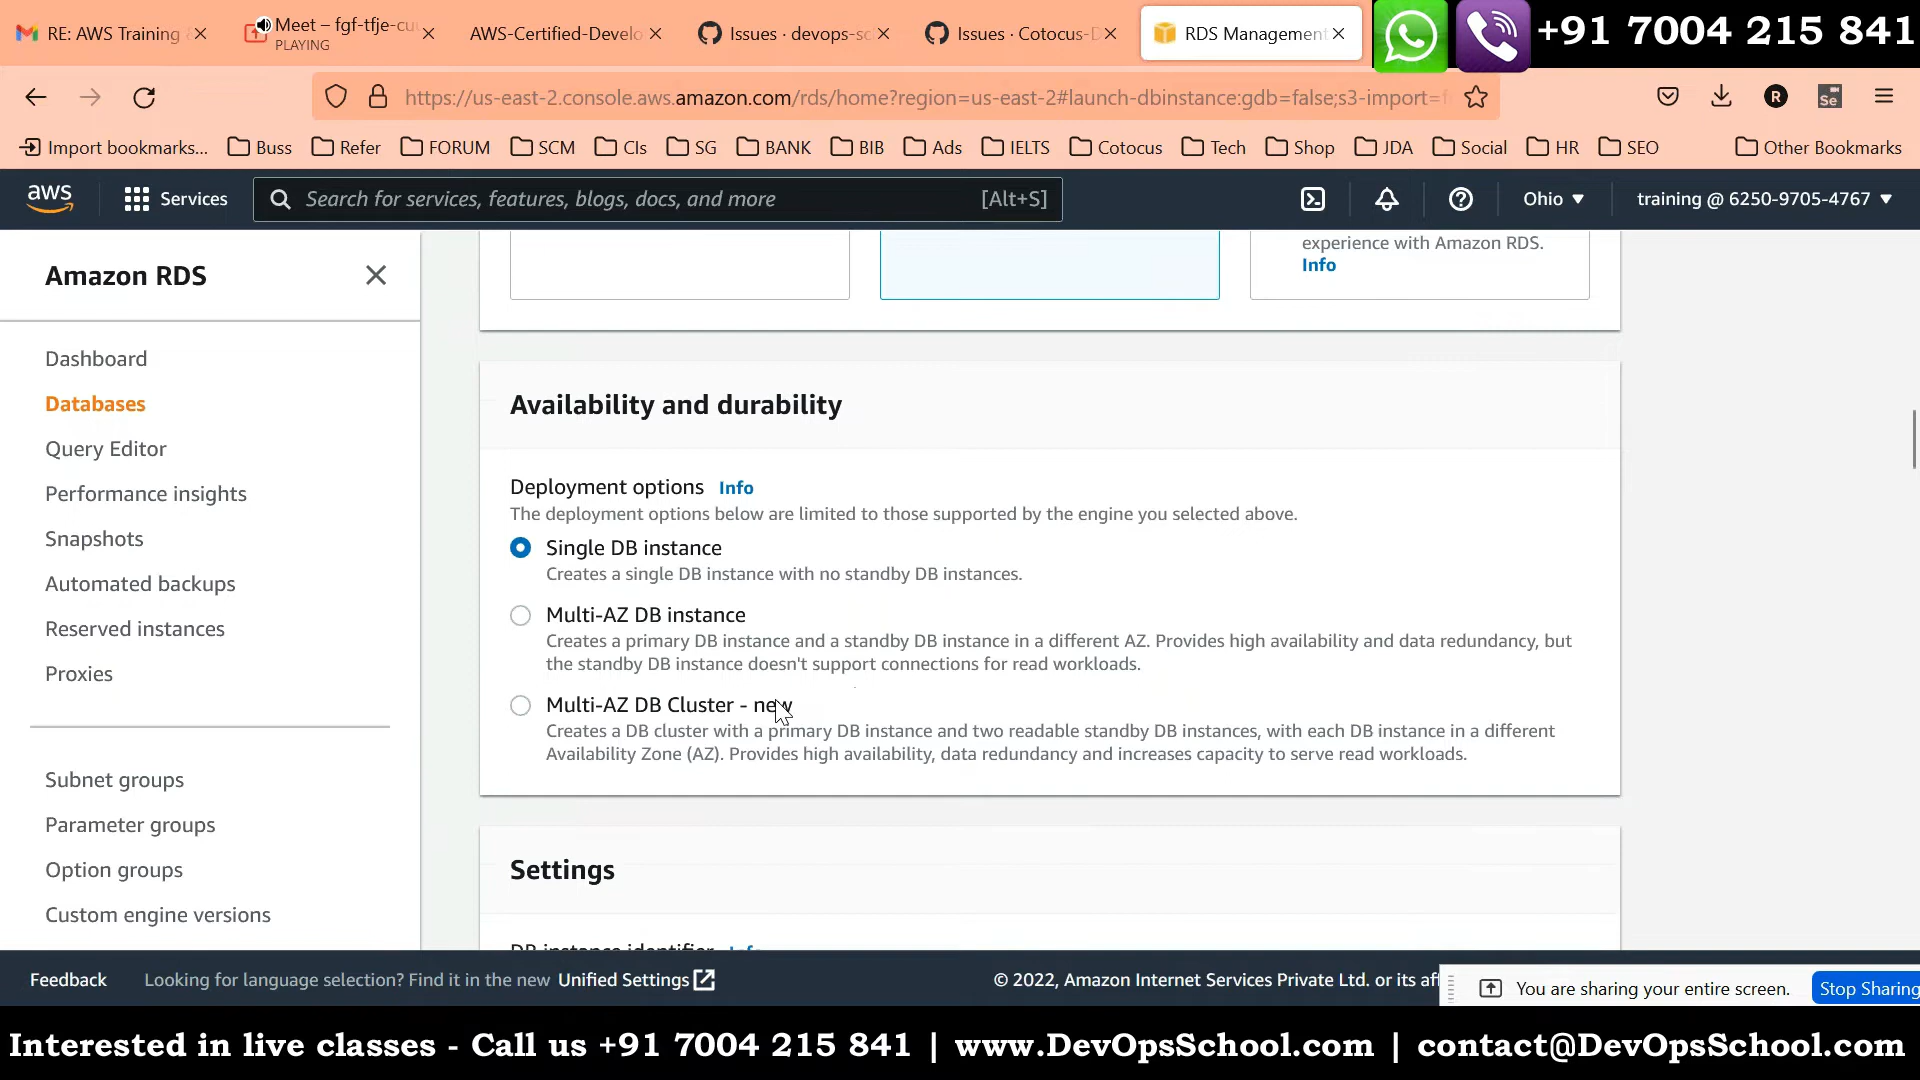 RE: AWS Training
Meet – fgf-tfje-cu
PLAYING
AWS-Certified-Develo
Issues · devops-sc
Issues · Cotocus-D
RDS Management
+91 7004 215 841
https://us-east-2.console.aws.amazon.com/rds/home?region=us-east-2#launch-dbinstance:gdb=false;s3-import=f
R
Se
Import bookmarks...
Buss
Refer
FORUM
SCM
Cls
SG
BANK
BIB
Ads
IELTS
Cotocus
Tech
Shop
JDA
Social
HR
SEO
Other Bookmarks
aws
Services
Search for services, features, blogs, docs, and more
[Alt+S]
Ohio
training @ 6250-9705-4767
Amazon RDS
Dashboard
Databases
Query Editor
Performance insights
Snapshots
Automated backups
Reserved instances
Proxies
Subnet groups
Parameter groups
Option groups
Custom engine versions
experience with Amazon RDS.
Info
Availability and durability
Deployment options Info
The deployment options below are limited to those supported by the engine you selected above.
Single DB instance
Creates a single DB instance with no standby DB instances.
Multi-AZ DB instance
Creates a primary DB instance and a standby DB instance in a different AZ. Provides high availability and data redundancy, but
the standby DB instance doesn't support connections for read workloads.
Multi-AZ DB Cluster - new
Creates a DB cluster with a primary DB instance and two readable standby DB instances, with each DB instance in a different
Availability Zone (AZ). Provides high availability, data redundancy and increases capacity to serve read workloads.
Settings
DB instance identifier Info
Feedback
Looking for language selection? Find it in the new Unified Settings
© 2022, Amazon Internet Services Private Ltd. or its af
You are sharing your entire screen.
Stop Sharing
Interested in live classes - Call us +91 7004 215 841 | www.DevOpsSchool.com | contact@DevOpsSchool.com